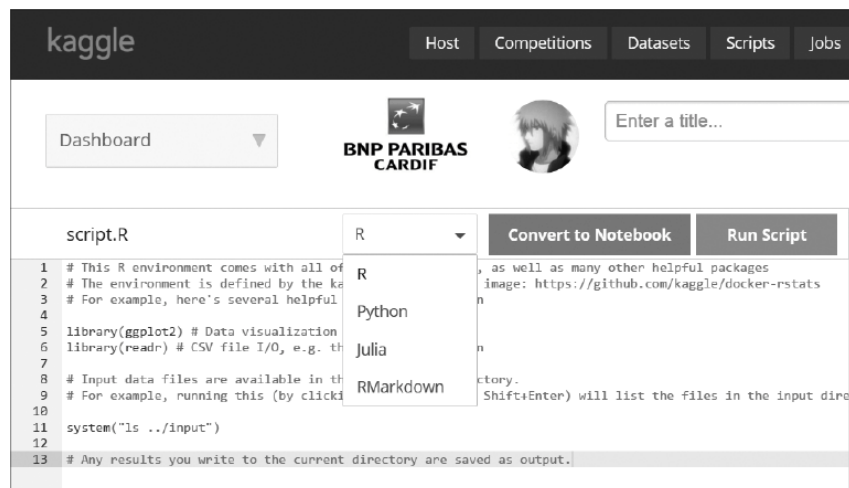 kaggle
Host Competitions Datasets Scripts Jobs
Dashboard
BNP PARIBAS
CARDIF
Enter a title...
script.R
R
Convert to Notebook
Run Script
R
Python
Julia
RMarkdown
1 # This R environment comes with all of , as well as many other helpful packages
2 # The environment is defined by the ka image: https://github.com/kaggle/docker-rstats
3 # For example, here's several helpful n
4
5 library(ggplot2) # Data visualization
6 library(readr) # CSV file I/O, e.g. th n
7
8 # Input data files are available in th ctory.
9 # For example, running this (by clicki Shift+Enter) will list the files in the input dire
10
11 system("ls ../input")
12
13 # Any results you write to the current directory are saved as output.